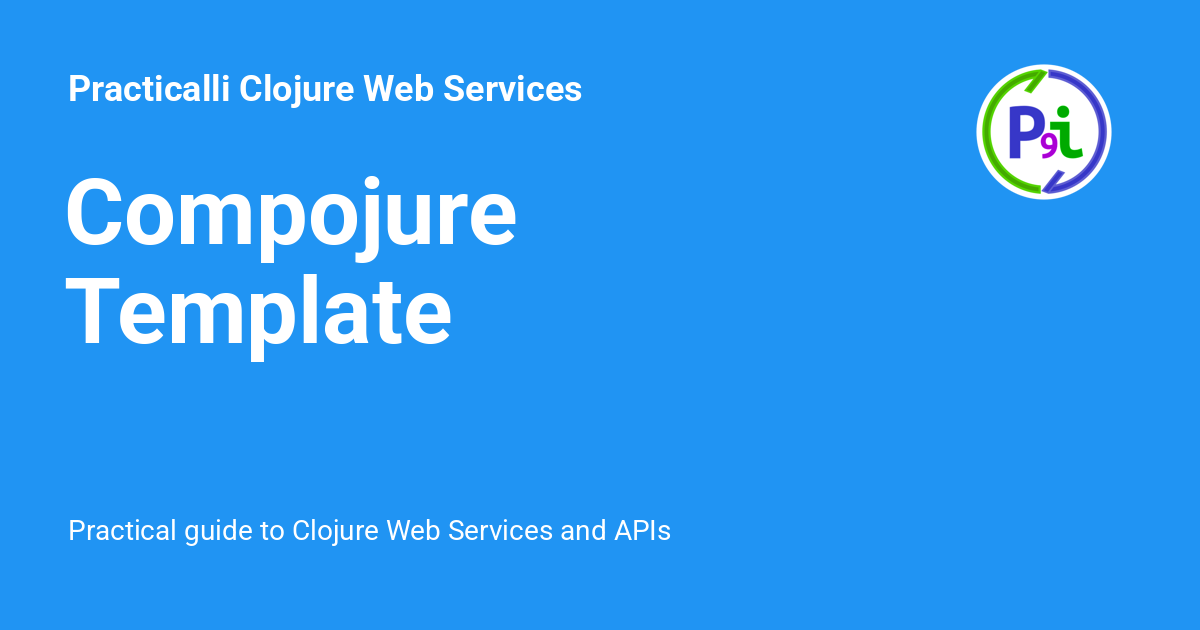 Practicalli Clojure Web Services
P9i
Compojure
Template
Practical guide to Clojure Web Services and APIs